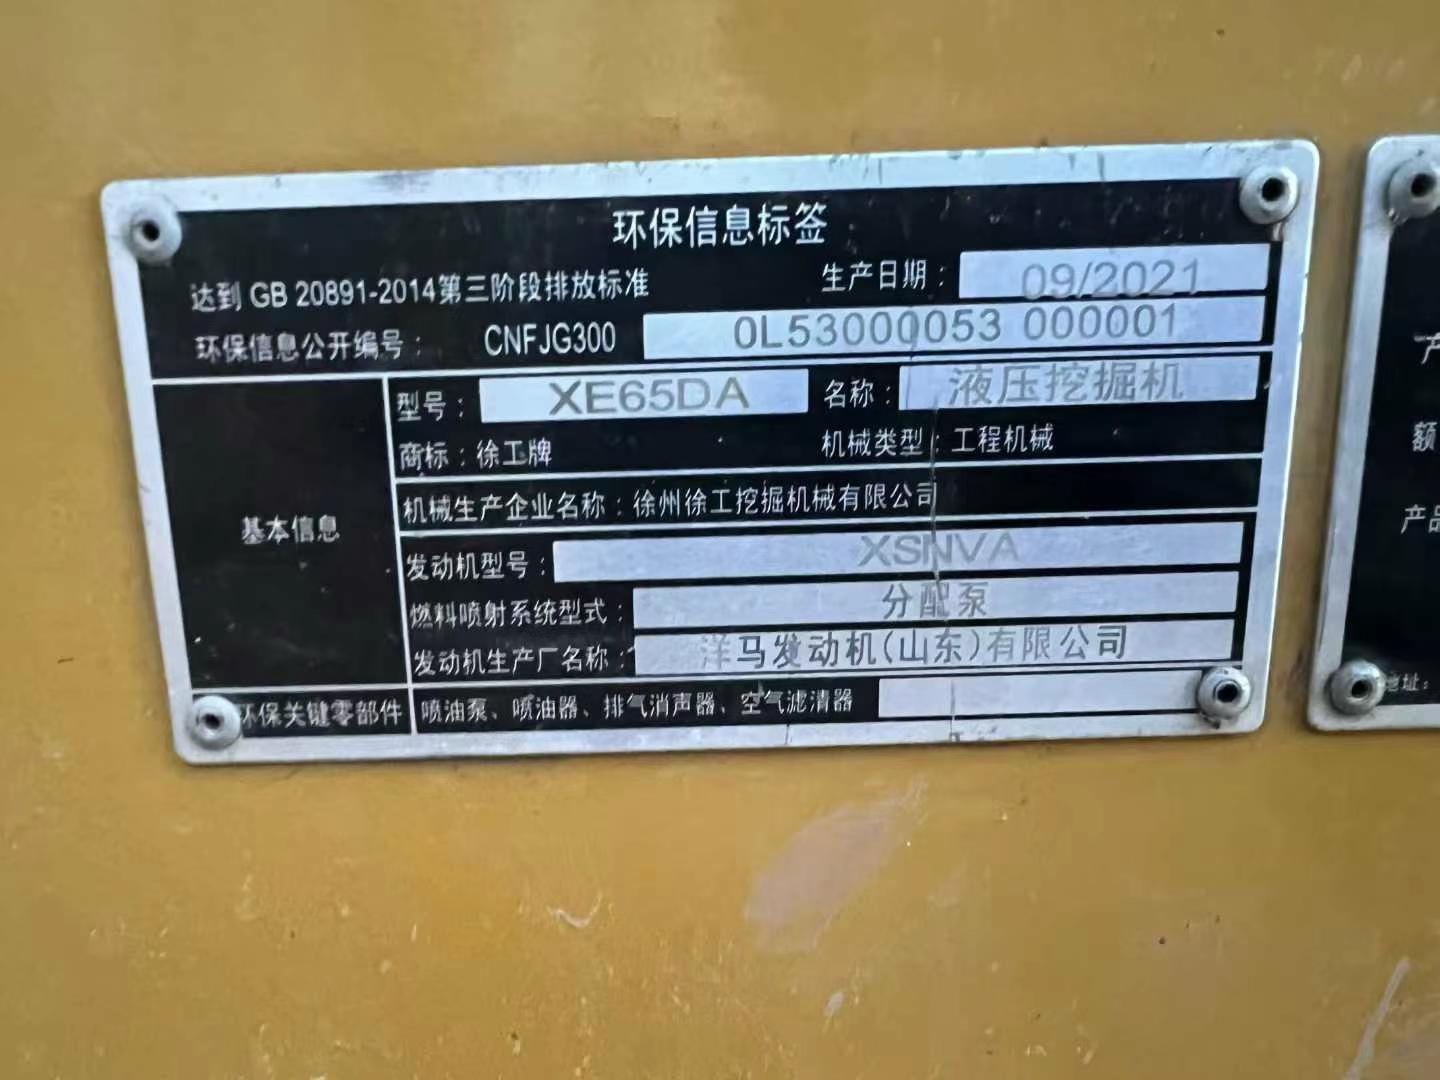 环保信息标签
达到 GB 20891-2014第三阶段排放标准 生产日期： 09/2021
环保信息公开编号： CNFJG300 0L53000053 000001
基本信息
型号： XE65DA 名称： 液压挖掘机
商标：徐工牌 机械类型：工程机械
机械生产企业名称：徐州徐工挖掘机械有限公司
发动机型号： XSNVA
燃料喷射系统型式： 分配泵
发动机生产厂名称： 洋马发动机(山东)有限公司
环保关键零部件 喷油泵、喷油器、排气消声器、空气滤清器
产
额
产品
地址：